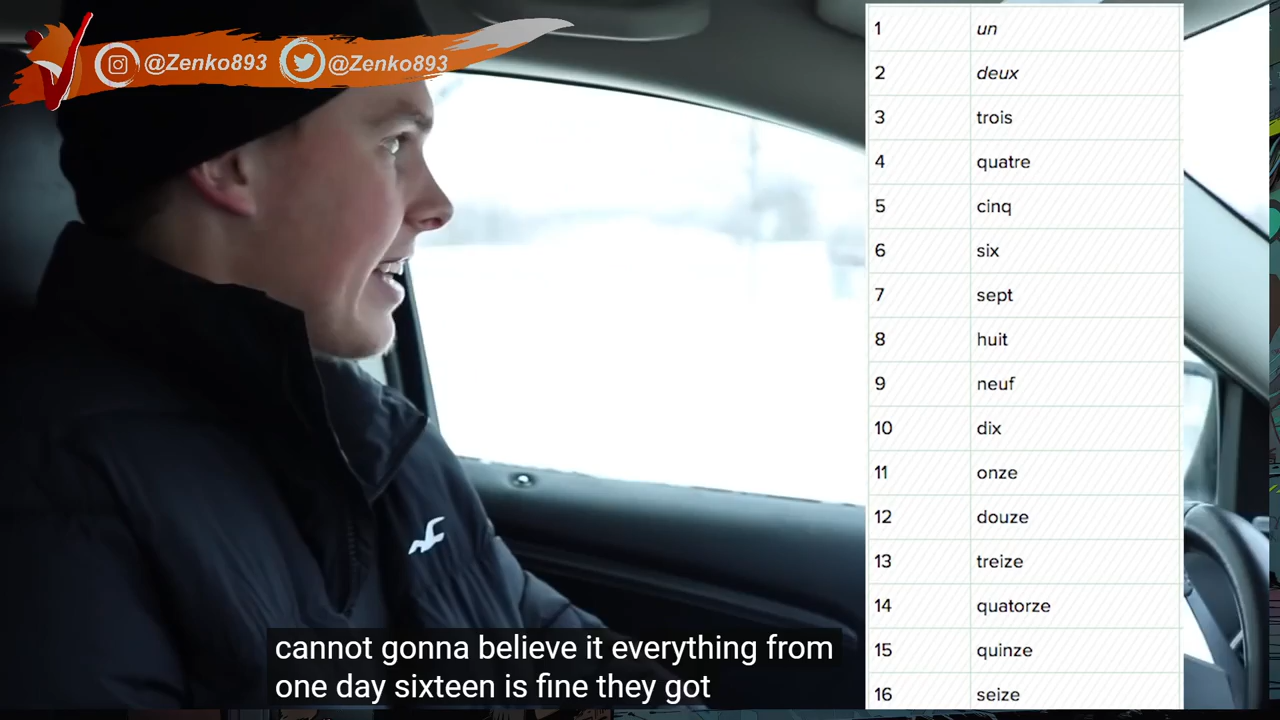 @Zenko893 @Zenko893
1 un
2 deux
3 trois
4 quatre
5 cinq
6 six
7 sept
8 huit
9 neuf
10 dix
11 onze
12 douze
13 treize
14 quatorze
15 quinze
16 seize
cannot gonna believe it everything from
one day sixteen is fine they got